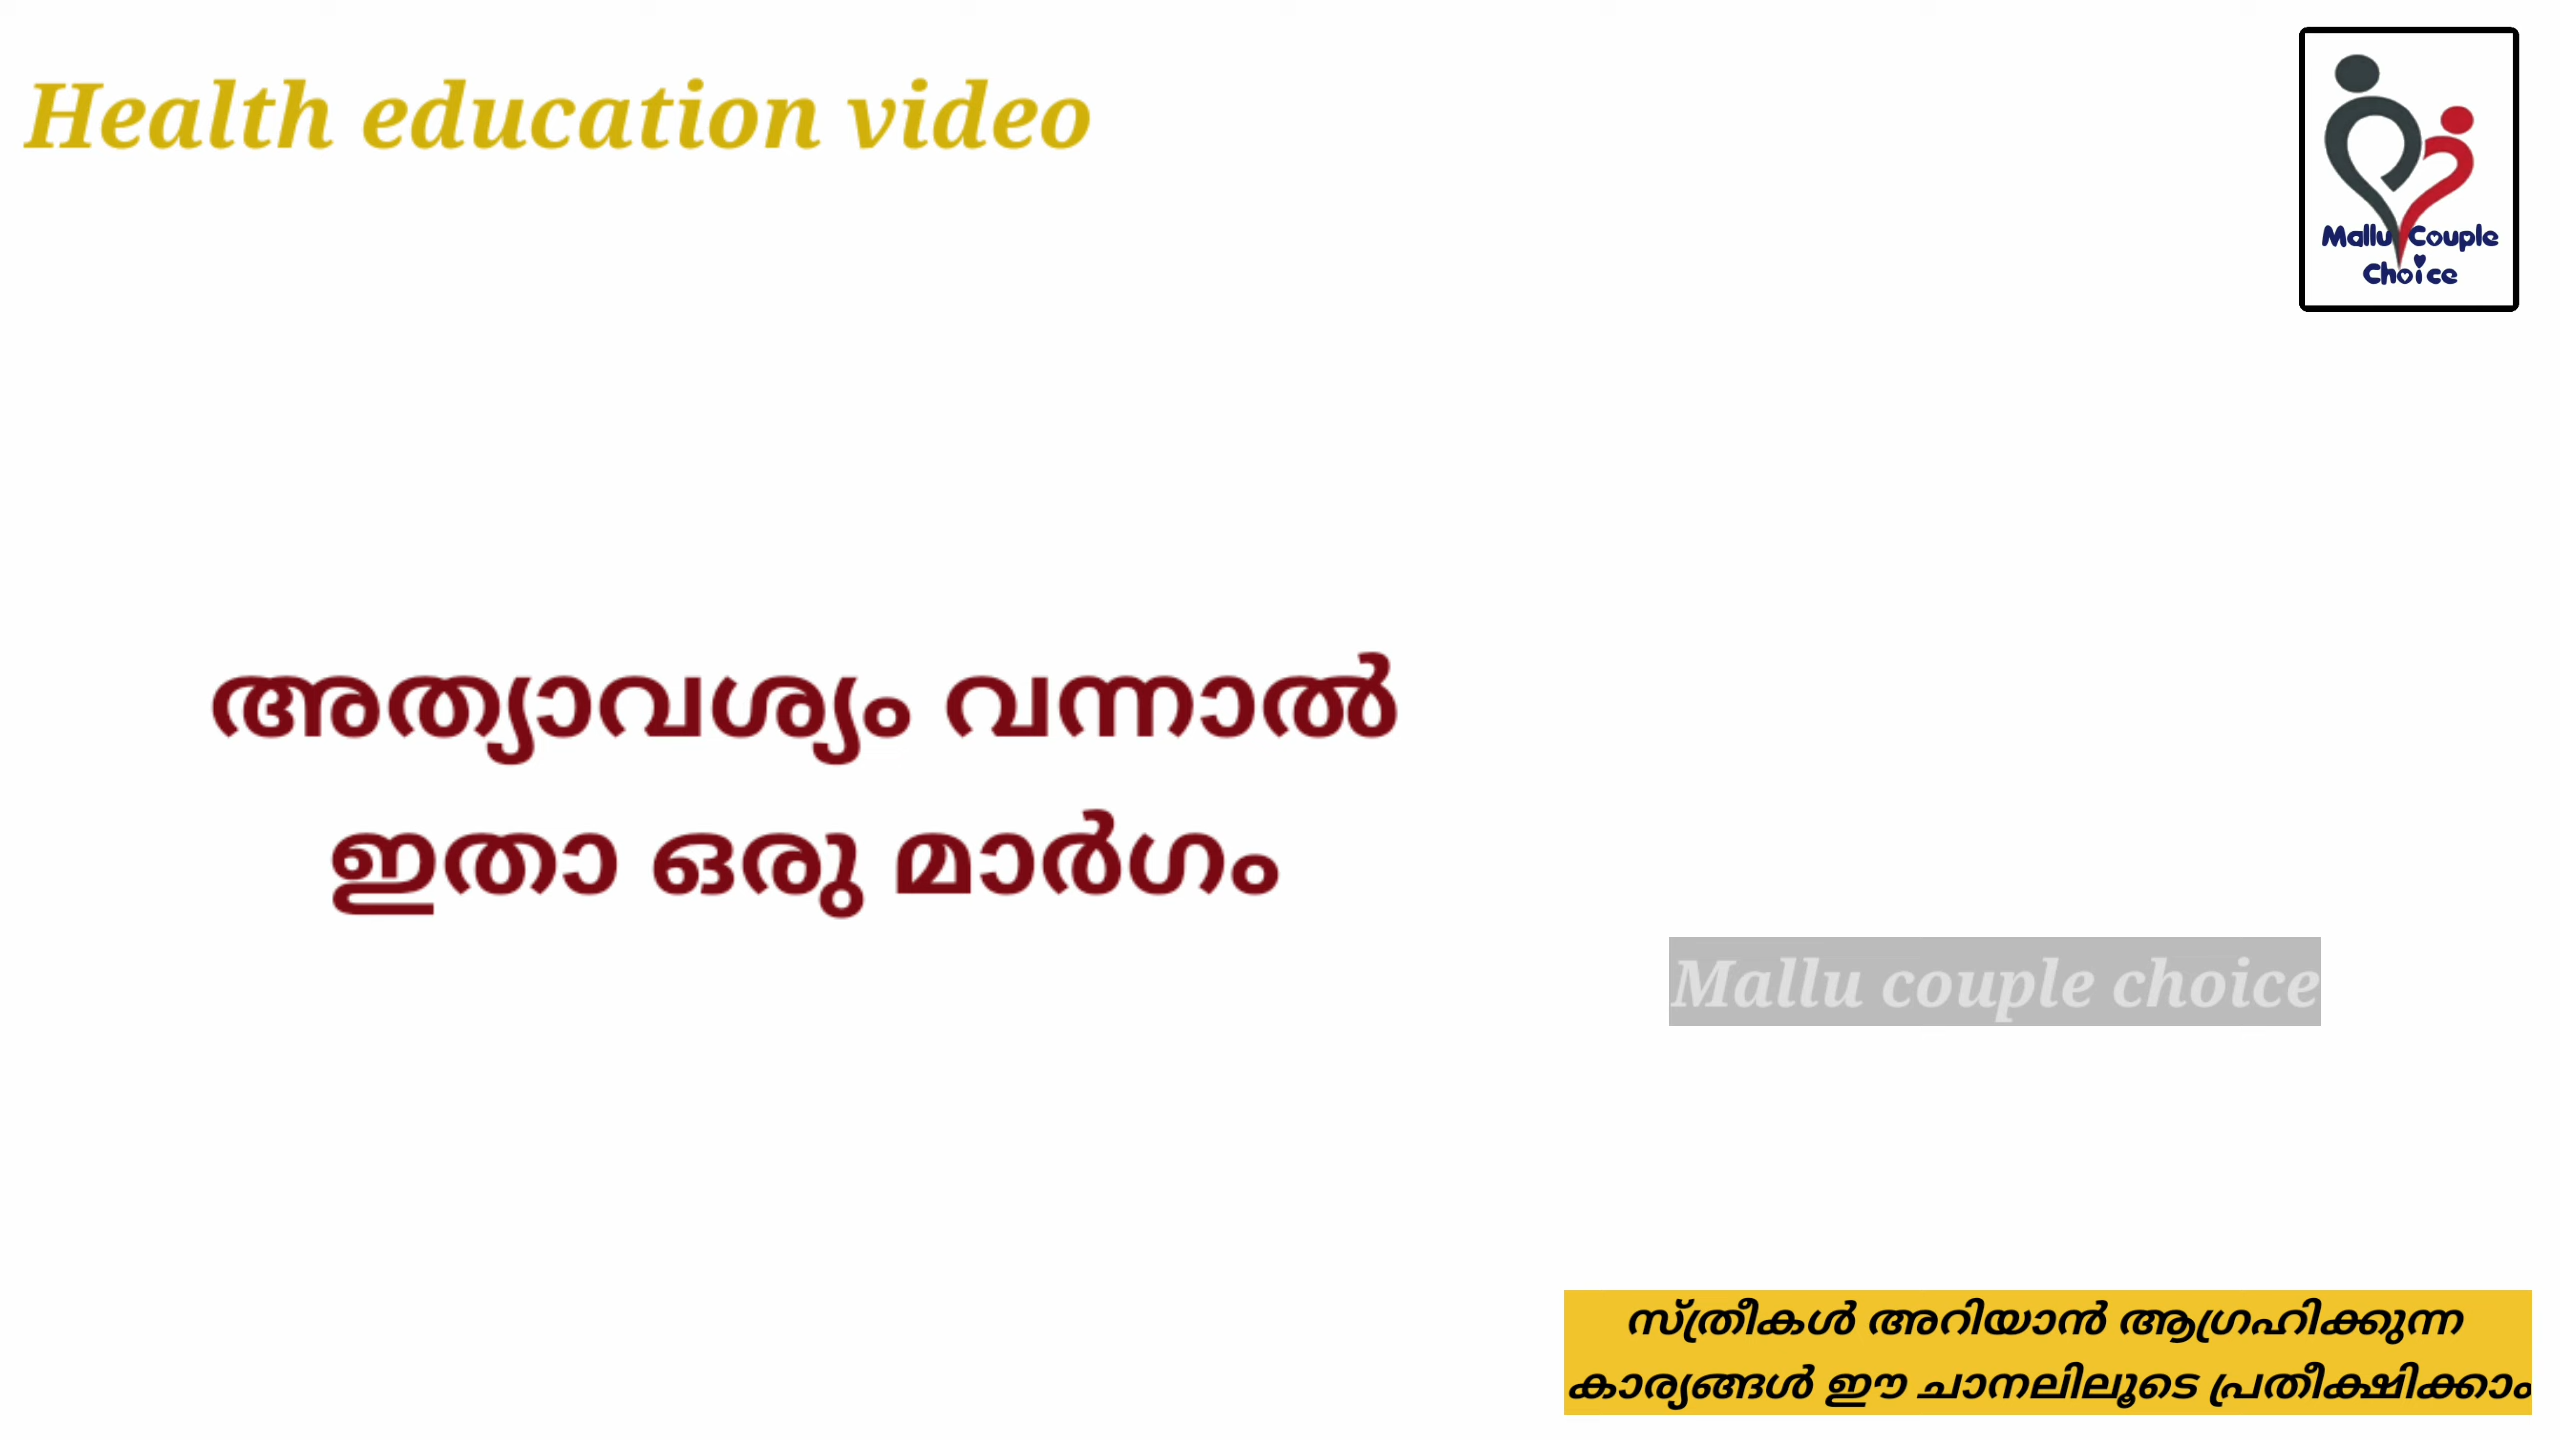 Health education video
Mallu Couple
Choice
അത്യാവശ്യം വന്നാൽ
ഇതാ ഒരു മാർഗം
Mallu couple choice
സ്ത്രീകൾ അറിയാൻ ആഗ്രഹിക്കുന്ന
കാര്യങ്ങൾ ഈ ചാനലിലൂടെ പ്രതീക്ഷിക്കാം